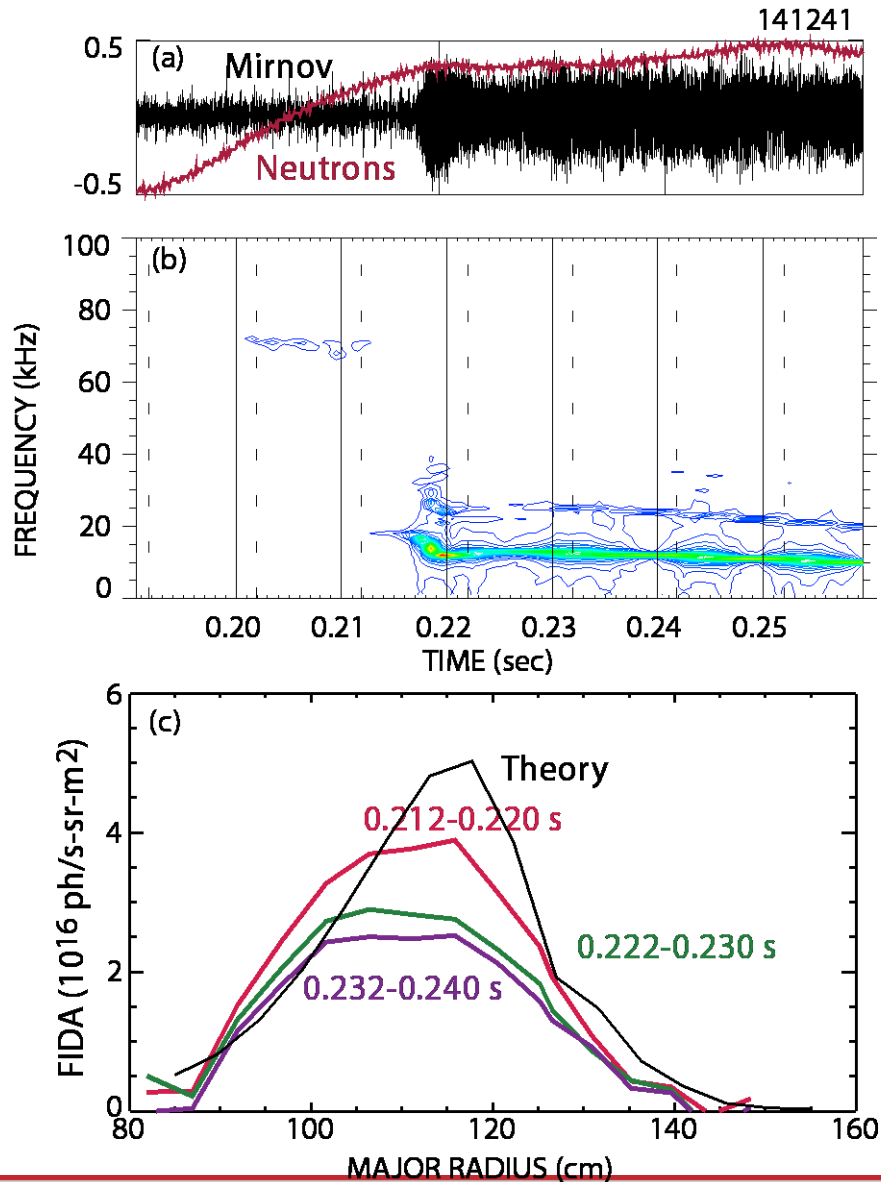 141241
0.5
(a)
Mirnov
Neutrons
-0.5
100
(b)
80
60
40
20
0
FREQUENCY (kHz)
0.20 0.21 0.22 0.23 0.24 0.25
TIME (sec)
6
(c)
Theory
0.212-0.220 s
4
0.222-0.230 s
2
0.232-0.240 s
0
FIDA (10¹⁶ ph/s-sr-m²)
80 100 120 140 160
MAJOR RADIUS (cm)